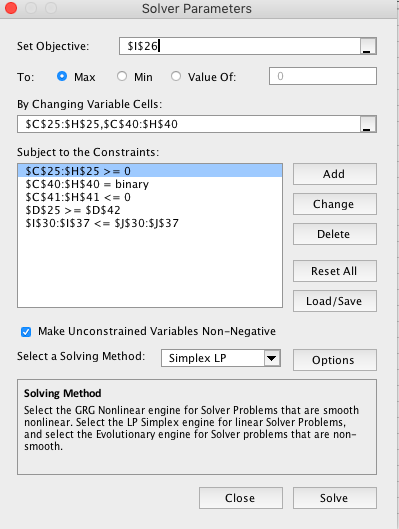 Solver Parameters
Set Objective: $I$26
To: Max Min Value Of: 0
By Changing Variable Cells:
$C$25:$H$25,$C$40:$H$40
Subject to the Constraints:
$C$25:$H$25 >= 0
$C$40:$H$40 = binary
$C$41:$H$41 <= 0
$D$25 >= $D$42
$I$30:$I$37 <= $J$30:$J$37
Add
Change
Delete
Reset All
Load/Save
Make Unconstrained Variables Non-Negative
Select a Solving Method: Simplex LP Options
Solving Method
Select the GRG Nonlinear engine for Solver Problems that are smooth
nonlinear. Select the LP Simplex engine for linear Solver Problems,
and select the Evolutionary engine for Solver problems that are non-
smooth.
Close Solve